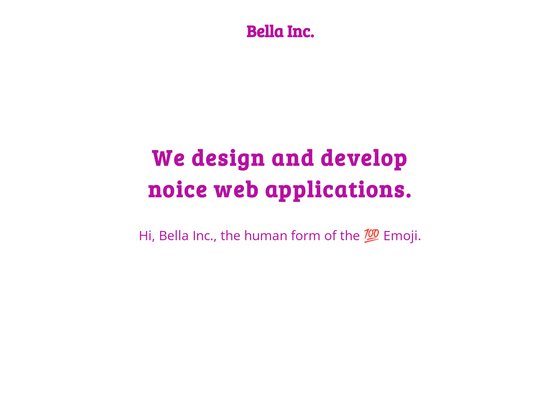 Bella Inc.
We design and develop
noice web applications.
Hi, Bella Inc., the human form of the 💯 Emoji.